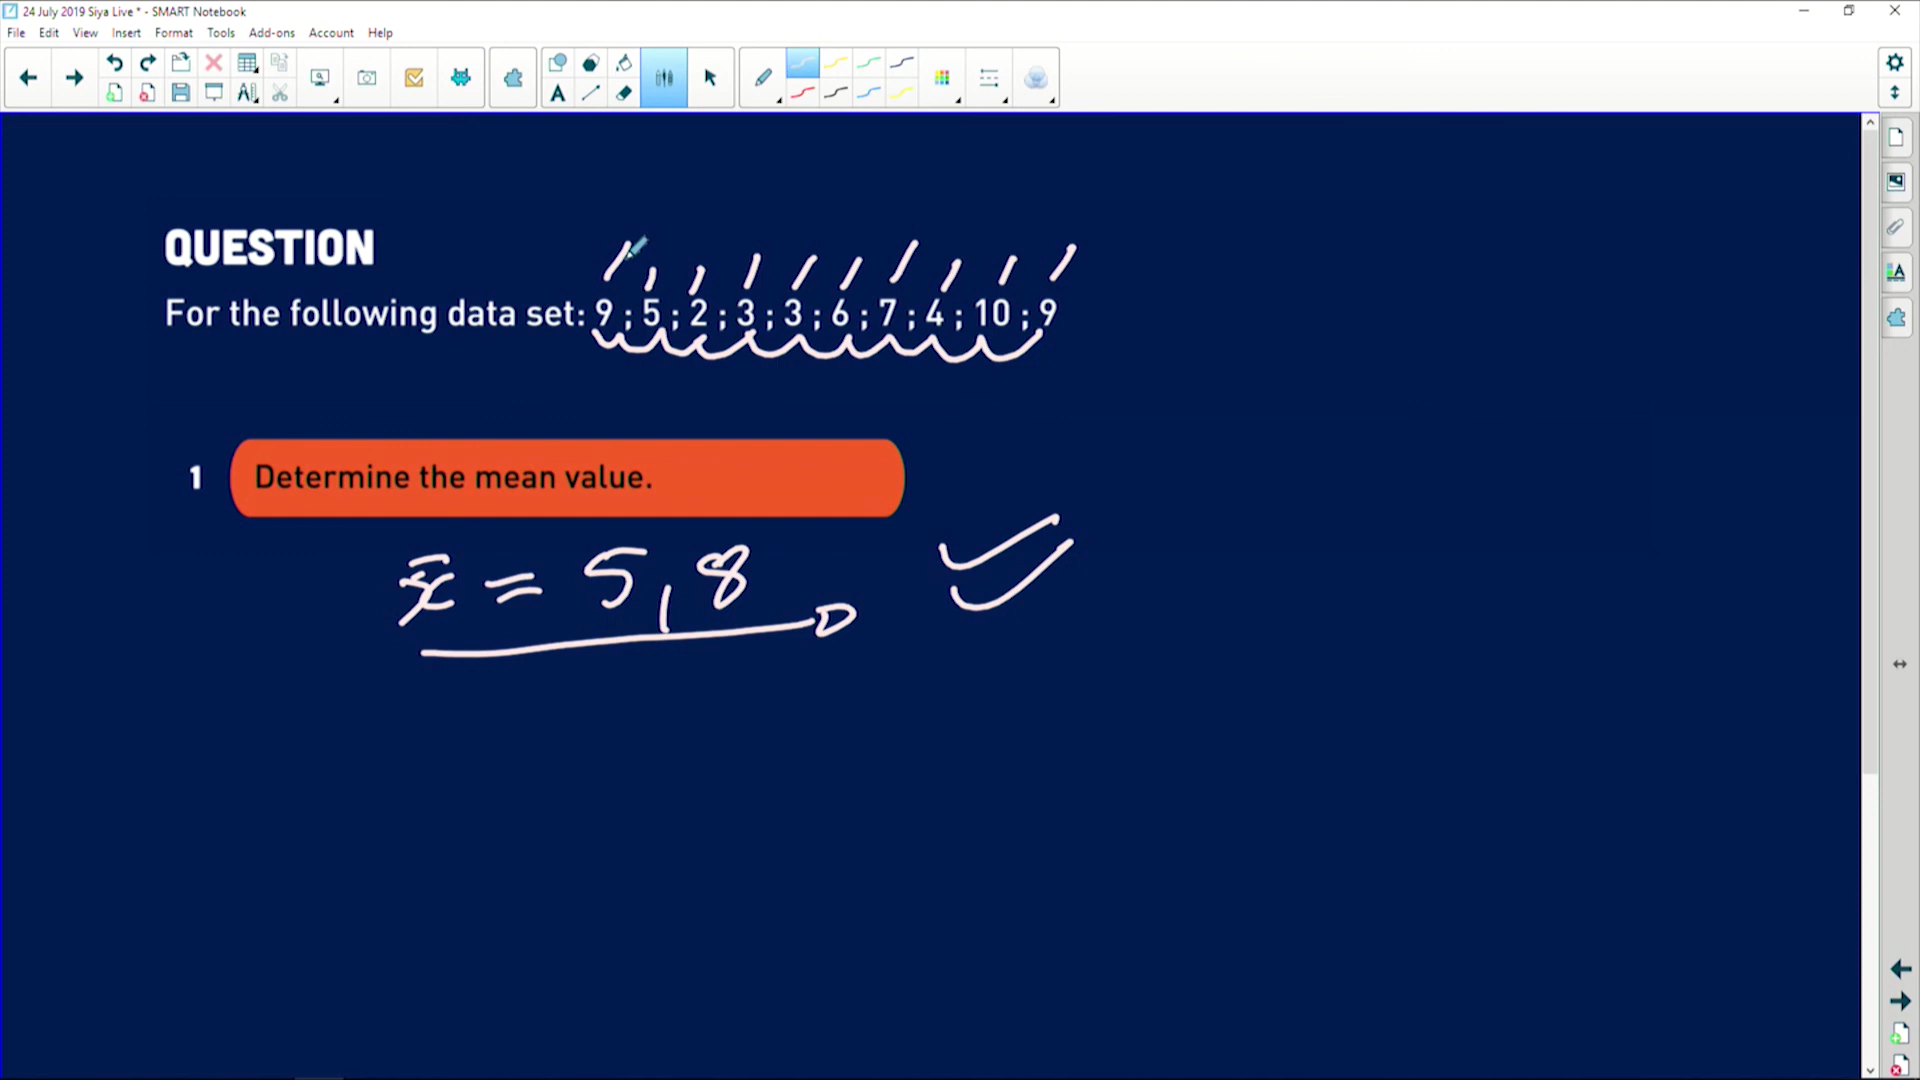 24 July 2019 Siya Live * - SMART Notebook
File Edit View Insert Format Tools Add-ons Account Help
QUESTION
For the following data set: 9 ; 5 ; 2 ; 3 ; 3 ; 6 ; 7 ; 4 ; 10 ; 9
1 Determine the mean value.
x̄ = 5,8